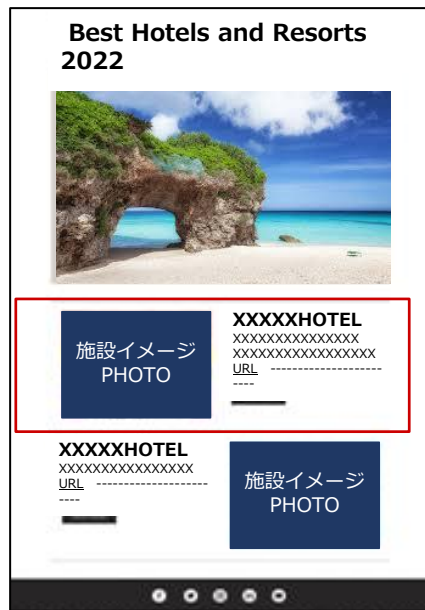 Best Hotels and Resorts
2022
施設イメージ
PHOTO
XXXXXHOTEL
XXXXXXXXXXXXXXX
XXXXXXXXXXXXXXXXX
URL --------------------
----
XXXXXHOTEL
XXXXXXXXXXXXXXXX
URL --------------------
----
施設イメージ
PHOTO